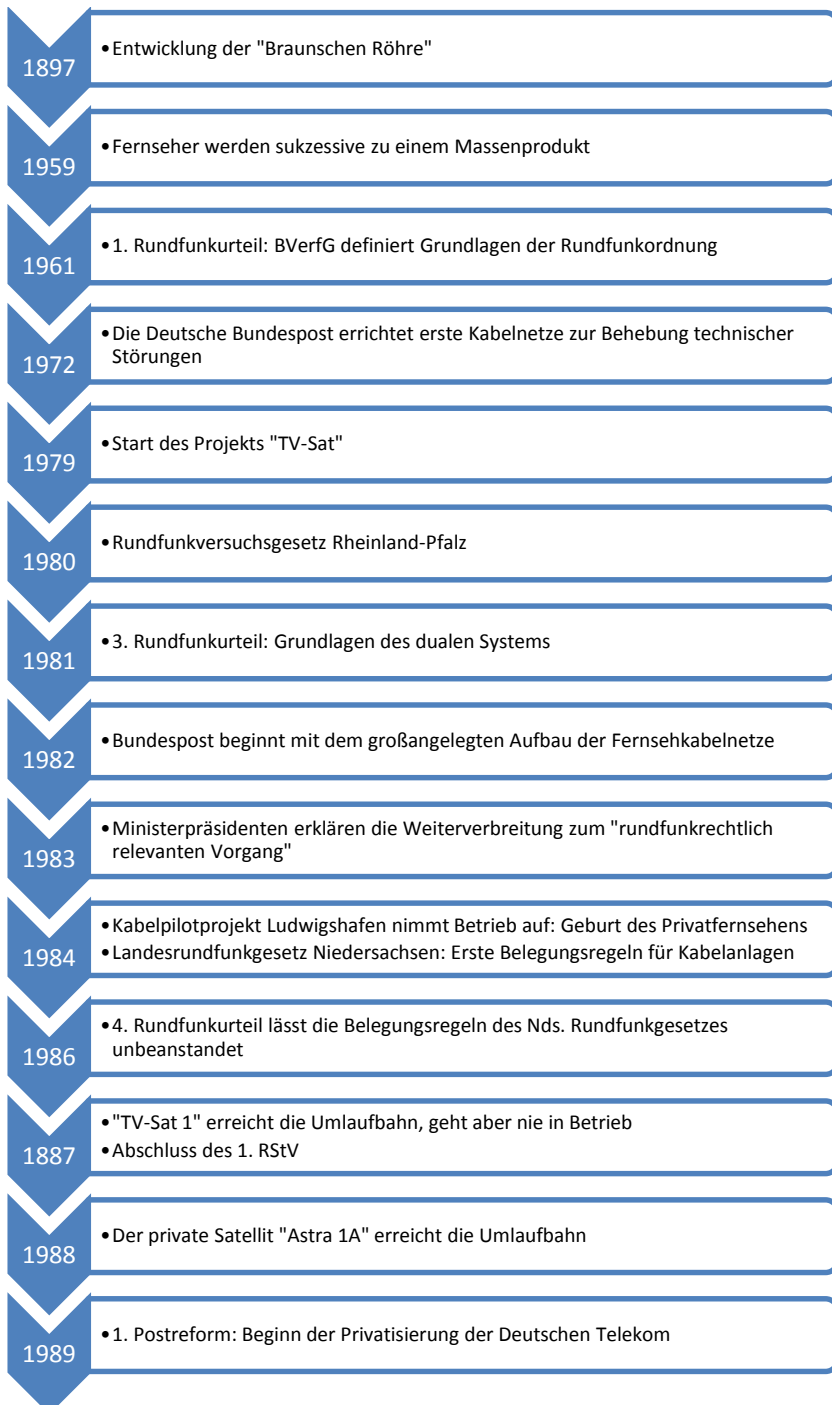 1897
•Entwicklung der "Braunschen Röhre"
1959
•Fernseher werden sukzessive zu einem Massenprodukt
1961
•1. Rundfunkurteil: BVerfG definiert Grundlagen der Rundfunkordnung
1972
•Die Deutsche Bundespost errichtet erste Kabelnetze zur Behebung technischer
Störungen
1979
•Start des Projekts "TV-Sat"
1980
•Rundfunkversuchsgesetz Rheinland-Pfalz
1981
•3. Rundfunkurteil: Grundlagen des dualen Systems
1982
•Bundespost beginnt mit dem großangelegten Aufbau der Fernsehkabelnetze
1983
•Ministerpräsidenten erklären die Weiterverbreitung zum "rundfunkrechtlich
relevanten Vorgang"
1984
•Kabelpilotprojekt Ludwigshafen nimmt Betrieb auf: Geburt des Privatfernsehens
•Landesrundfunkgesetz Niedersachsen: Erste Belegungsregeln für Kabelanlagen
1986
•4. Rundfunkurteil lässt die Belegungsregeln des Nds. Rundfunkgesetzes
unbeanstandet
1887
•"TV-Sat 1" erreicht die Umlaufbahn, geht aber nie in Betrieb
•Abschluss des 1. RStV
1988
•Der private Satellit "Astra 1A" erreicht die Umlaufbahn
1989
•1. Postreform: Beginn der Privatisierung der Deutschen Telekom